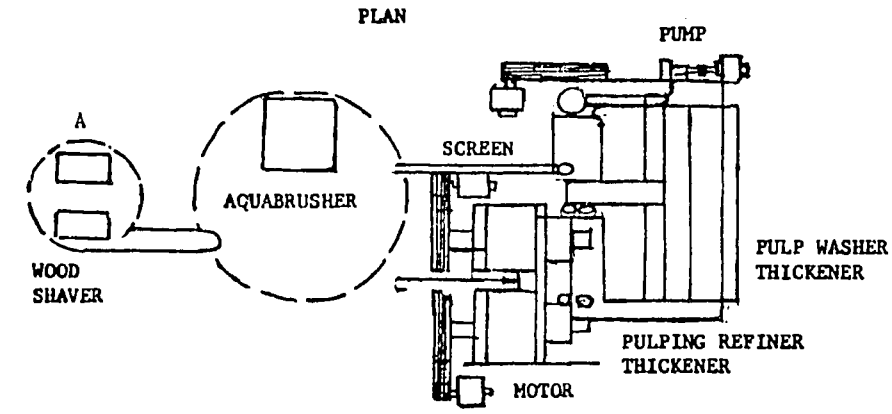 PLAN
PUMP
A
SCREEN
AQUABRUSHER
WOOD
SHAVER
PULP WASHER
THICKENER
PULPING REFINER
THICKENER
MOTOR